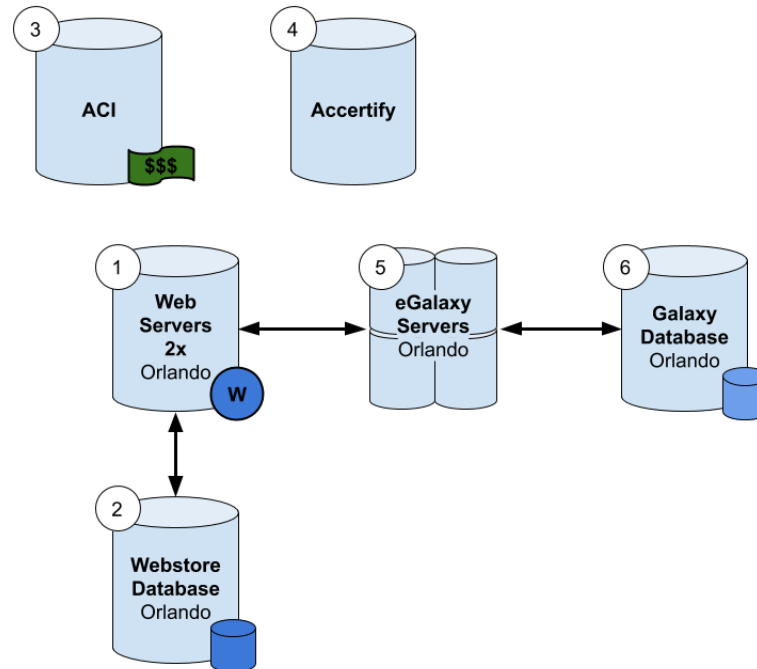 3
ACI
$$$
4
Accertify
1
Web
Servers
2x
Orlando
W
5
eGalaxy
Servers
Orlando
6
Galaxy
Database
Orlando
2
Webstore
Database
Orlando